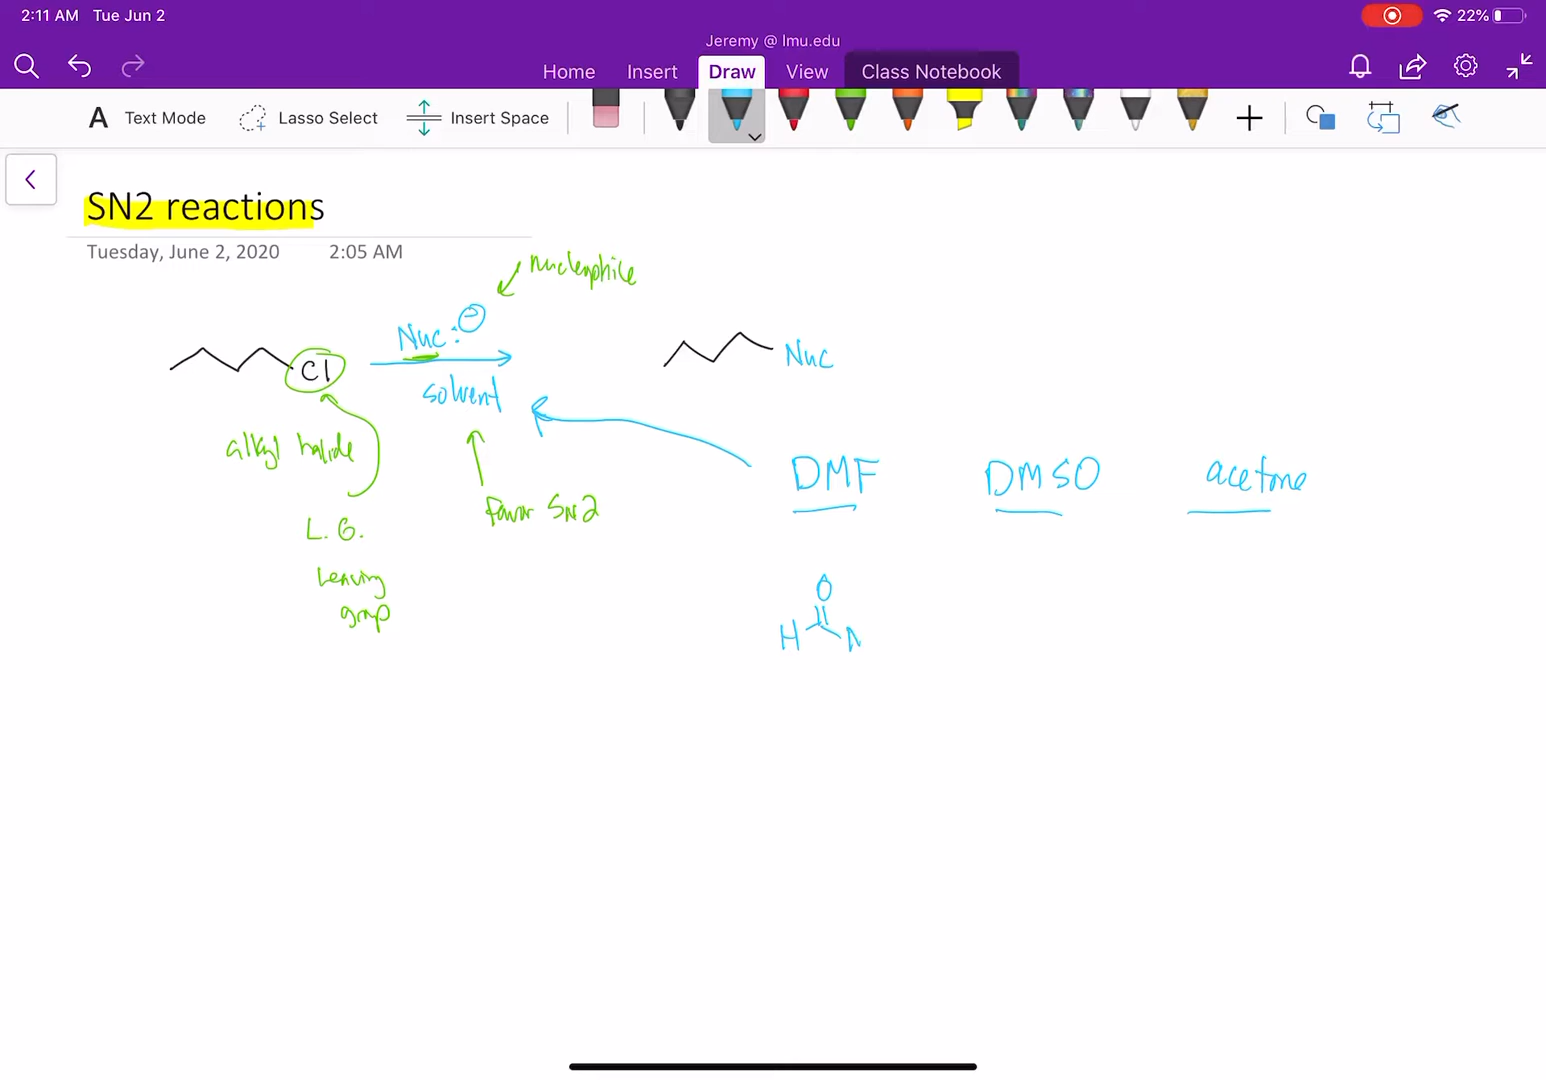 2:11 AM Tue Jun 2
22%
Jeremy @ lmu.edu
Home Insert Draw View Class Notebook
A Text Mode Lasso Select Insert Space
SN2 reactions
Tuesday, June 2, 2020 2:05 AM
nucleophile
Nuc:⊖
Cl
Nuc
solvent
alkyl halide
DMF DMSO acetone
favor SN2
L.G.
leaving
group
O
H